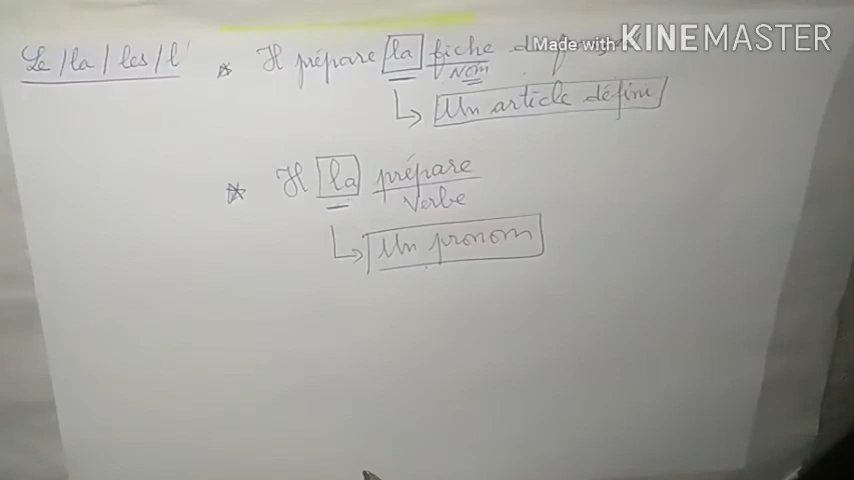 Le / la / les / l' * Il prépare la fiche de
Nom
Un article défini
* Il la prépare
Verbe
Un pronom
Made with KINEMASTER